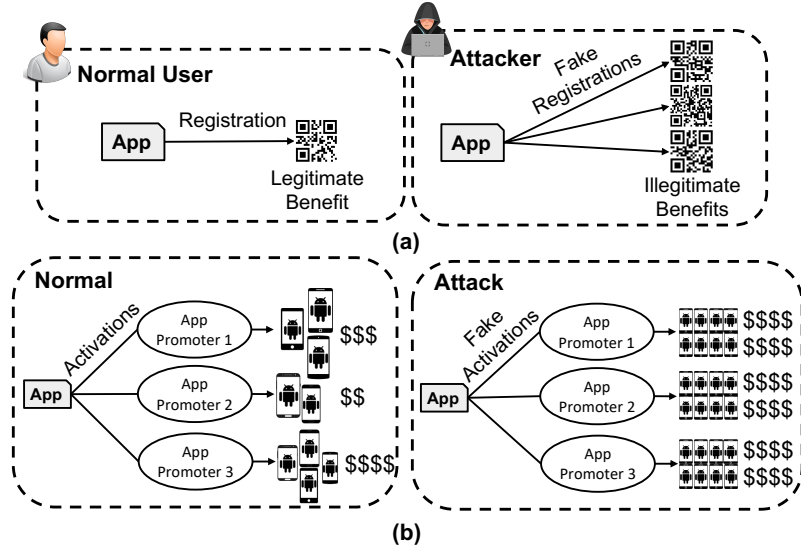 Normal User
App
Registration
Legitimate
Benefit
Attacker
App
Fake
Registrations
Illegitimate
Benefits
(a)
Normal
App
Activations
App
Promoter 1
$$$
App
Promoter 2
$$
App
Promoter 3
$$$$
Attack
App
Fake
Activations
App
Promoter 1
$$$$
$$$$
App
Promoter 2
$$$$
$$$$
App
Promoter 3
$$$$
$$$$
(b)